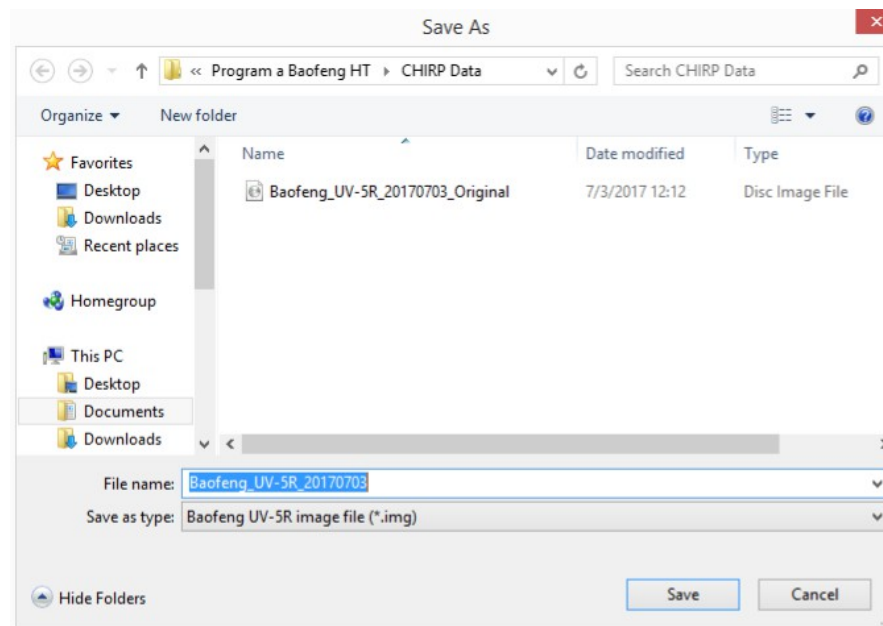 Save As
« Program a Baofeng HT CHIRP Data
Search CHIRP Data
Organize
New folder
Name
Date modified
Type
Favorites
Desktop
Downloads
Recent places
Homegroup
This PC
Desktop
Documents
Downloads
Baofeng_UV-5R_20170703_Original
7/3/2017 12:12
Disc Image File
File name: Baofeng_UV-5R_20170703
Save as type: Baofeng UV-5R image file (*.img)
Hide Folders
Save
Cancel